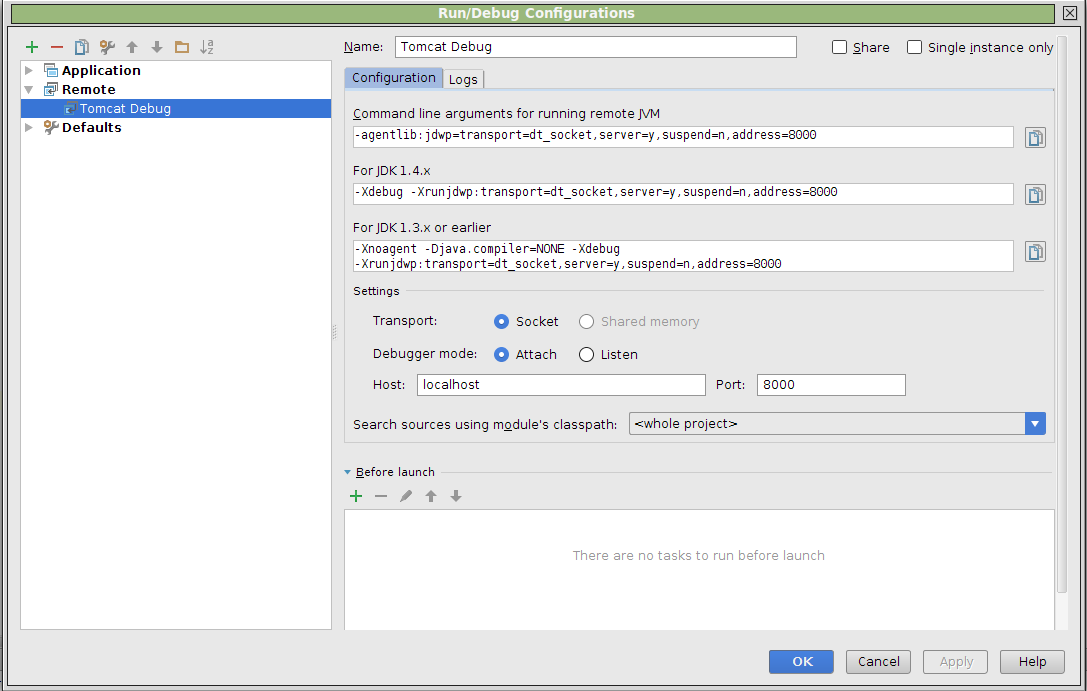 Run/Debug Configurations
Name: Tomcat Debug Share Single instance only
Application
Remote
Tomcat Debug
Defaults
Configuration Logs
Command line arguments for running remote JVM
-agentlib:jdwp=transport=dt_socket,server=y,suspend=n,address=8000
For JDK 1.4.x
-Xdebug -Xrunjdwp:transport=dt_socket,server=y,suspend=n,address=8000
For JDK 1.3.x or earlier
-Xnoagent -Djava.compiler=NONE -Xdebug
-Xrunjdwp:transport=dt_socket,server=y,suspend=n,address=8000
Settings
Transport: Socket Shared memory
Debugger mode: Attach Listen
Host: localhost Port: 8000
Search sources using module's classpath: <whole project>
Before launch
There are no tasks to run before launch
OK Cancel Apply Help